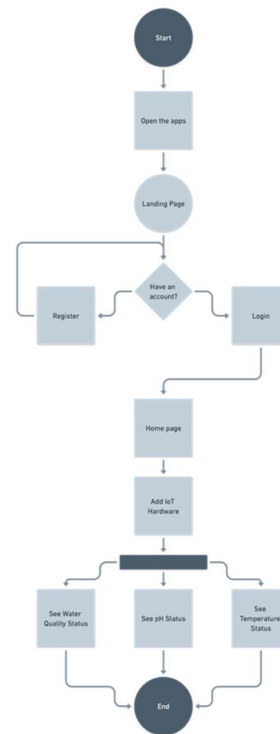 Start
Open the apps
Landing Page
Have an
account?
Register
Login
Home page
Add IoT
Hardware
See Water
Quality Status
See pH Status
See
Temperature
Status
End